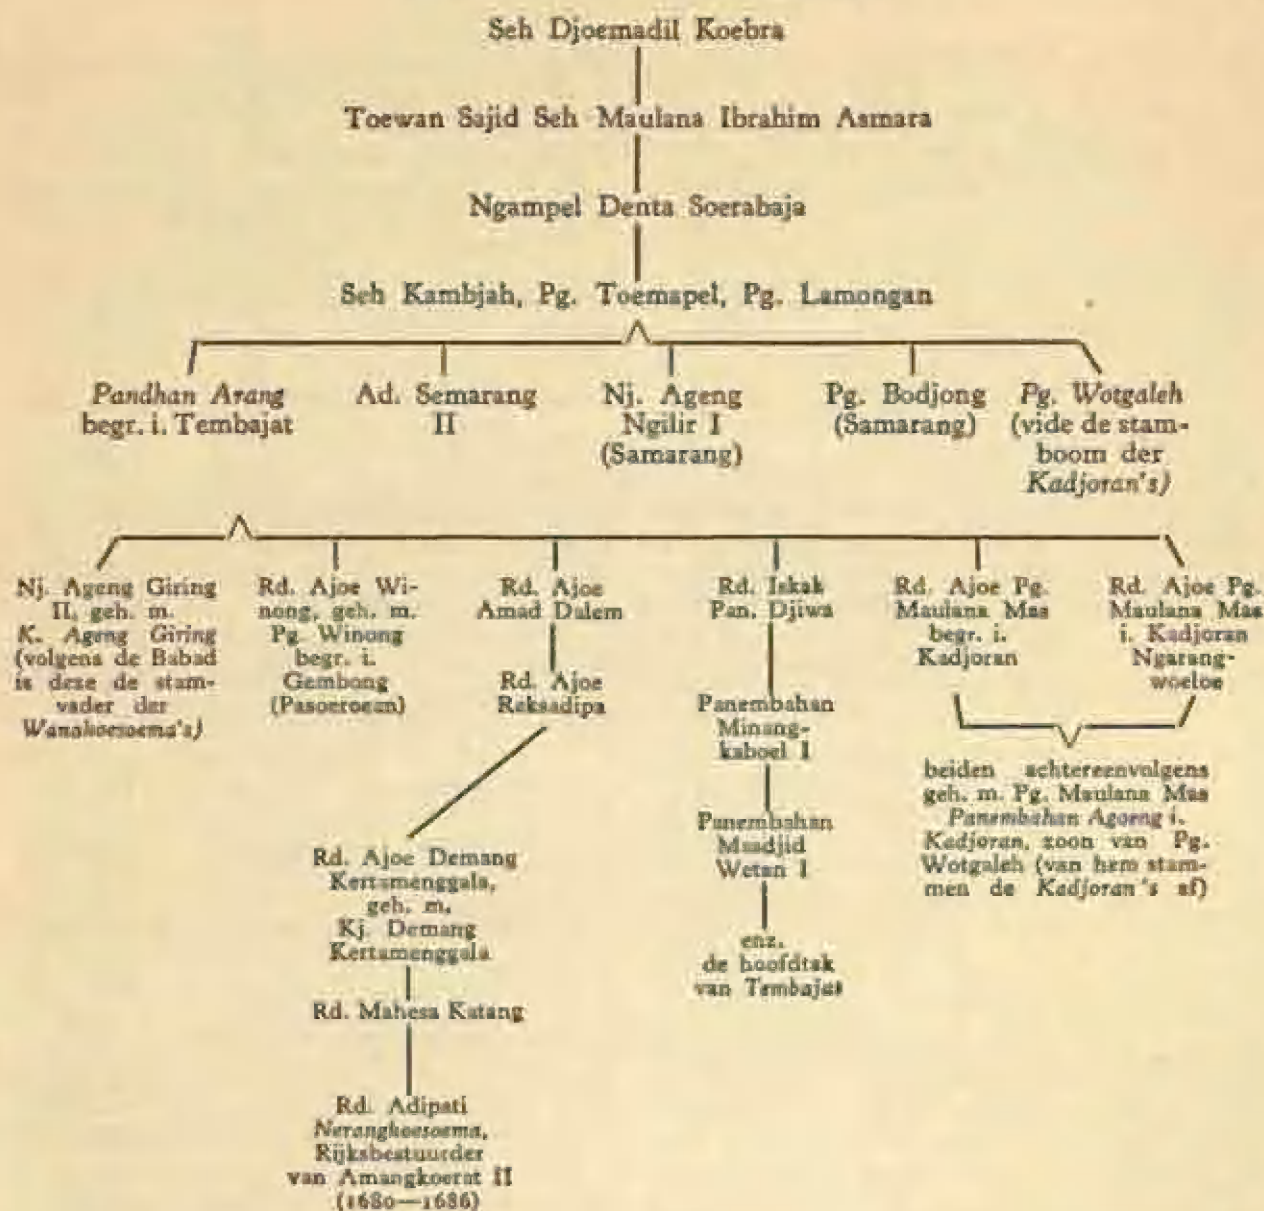 Seh Djoemadil Koebra
Toewan Sajid Seh Maulana Ibrahim Asmara
Ngampel Denta Soerabaja
Seh Kambjah, Pg. Toemapel, Pg. Lamongan
Pandhan Arang
begr. i. Tembajat
Ad. Semarang
II
Nj. Ageng
Ngilir I
(Samarang)
Pg. Bodjong
(Samarang)
Pg. Wotgaleh
(vide de stam-
boom der
Kadjoran's)
Nj. Ageng Giring
II, geh. m.
K. Ageng Giring
(volgens de Babad
is deze de stam-
vader der
Wanakoesoema's)
Rd. Ajoe Wi-
nong, geh. m.
Pg Winong
begr. i.
Gembong
(Pasoeroean)
Rd. Ajoe
Amad Dalem
Rd. Ajoe
Reksadipa
Rd. Ajoe Demang
Kertamenggala,
geh. m.
Kj. Demang
Kertamenggala
Rd. Mahesa Katang
Rd. Adipati
Nerangkoesoema,
Rijksbestuurder
van Amangkoerat II
(1680—1686)
Rd. Iskak
Pan. Djiwa
Panembahan
Minang-
kaboel I
Panembahan
Masdjid
Wetan I
enz.
de hoofdtak
van Tembajat
Rd. Ajoe Pg.
Maulana Mas
begr. i.
Kadjoran
Rd. Ajoe Pg.
Maulana Mas
i. Kadjoran
Ngarang-
woeloe
beiden achtereenvolgens
geh. m. Pg. Maulana Mas
Panembahan Agoeng i.
Kadjoran, zoon van Pg.
Wotgaleh (van hem stam-
men de Kadjoran's af)